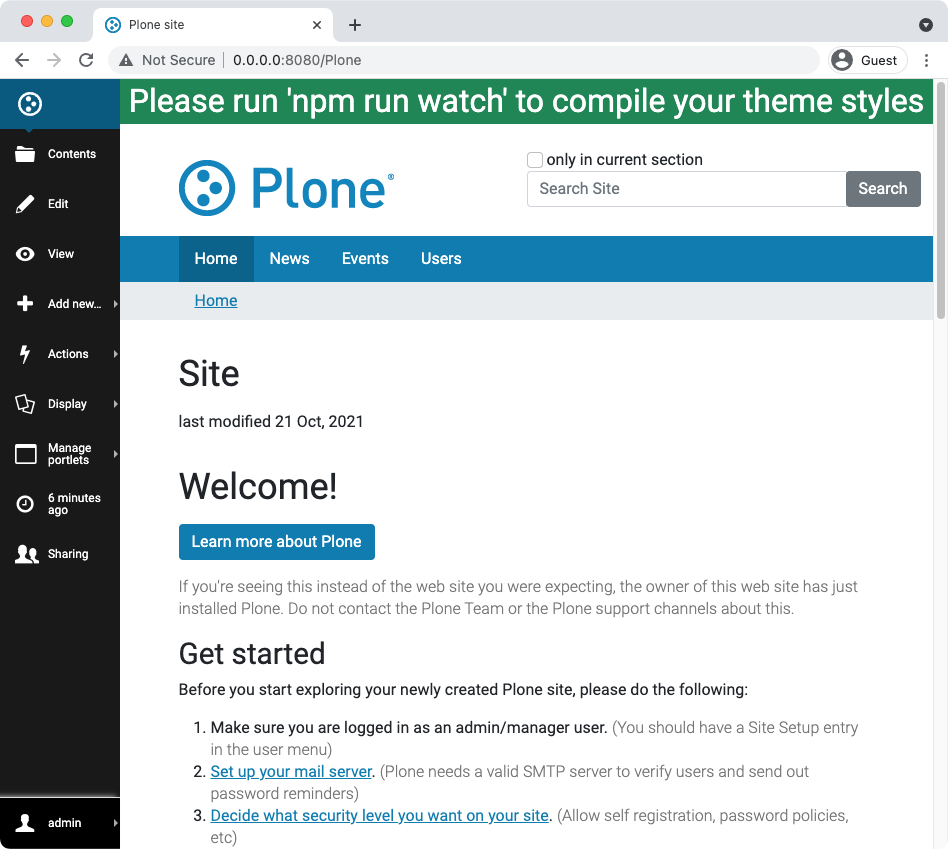 Plone site
Not Secure
0.0.0.0:8080/Plone
Guest
Please run 'npm run watch' to compile your theme styles
Contents
Edit
View
Add new...
Actions
Display
Manage
portlets
6 minutes
ago
Sharing
admin
Plone®
only in current section
Search Site
Search
Home
News
Events
Users
Home
Site
last modified 21 Oct, 2021
Welcome!
Learn more about Plone
If you're seeing this instead of the web site you were expecting, the owner of this web site has just
installed Plone. Do not contact the Plone Team or the Plone support channels about this.
Get started
Before you start exploring your newly created Plone site, please do the following:
1. Make sure you are logged in as an admin/manager user. (You should have a Site Setup entry
in the user menu)
2. Set up your mail server. (Plone needs a valid SMTP server to verify users and send out
password reminders)
3. Decide what security level you want on your site. (Allow self registration, password policies,
etc)